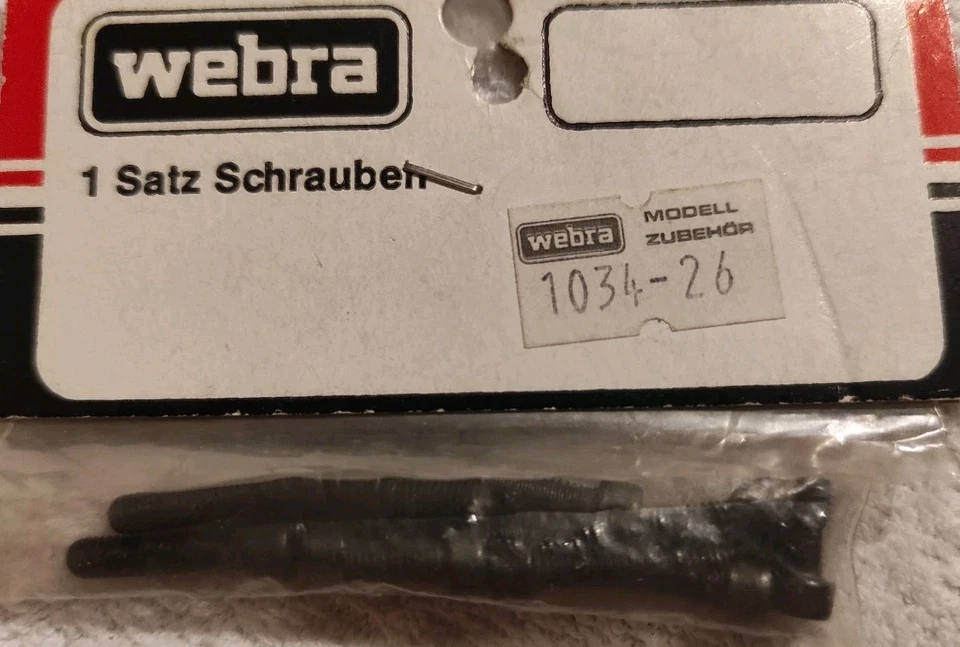 webra
1 Satz Schrauben
webra
MODELL
ZUBEHÖR
1034-26